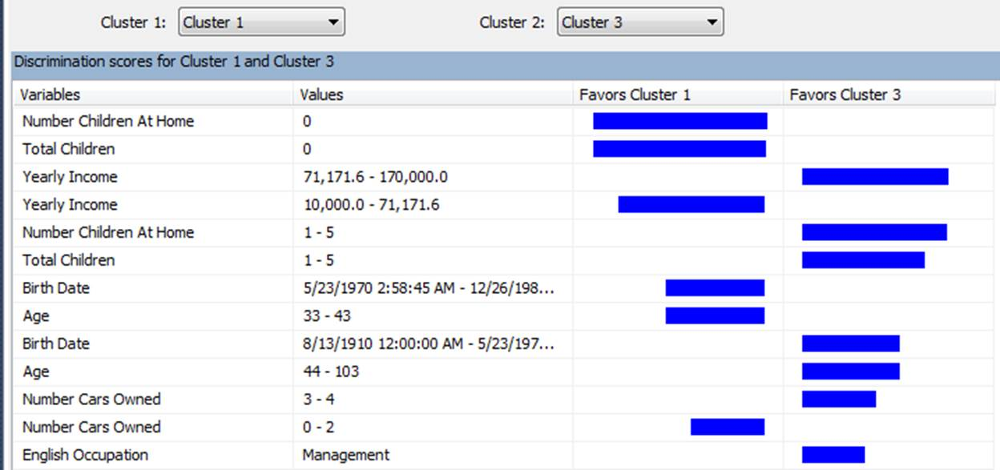 Cluster 1: Cluster 1 Cluster 2: Cluster 3
Discrimination scores for Cluster 1 and Cluster 3
Variables Values Favors Cluster 1 Favors Cluster 3
Number Children At Home 0
Total Children 0
Yearly Income 71,171.6 - 170,000.0
Yearly Income 10,000.0 - 71,171.6
Number Children At Home 1 - 5
Total Children 1 - 5
Birth Date 5/23/1970 2:58:45 AM - 12/26/198...
Age 33 - 43
Birth Date 8/13/1910 12:00:00 AM - 5/23/197...
Age 44 - 103
Number Cars Owned 3 - 4
Number Cars Owned 0 - 2
English Occupation Management